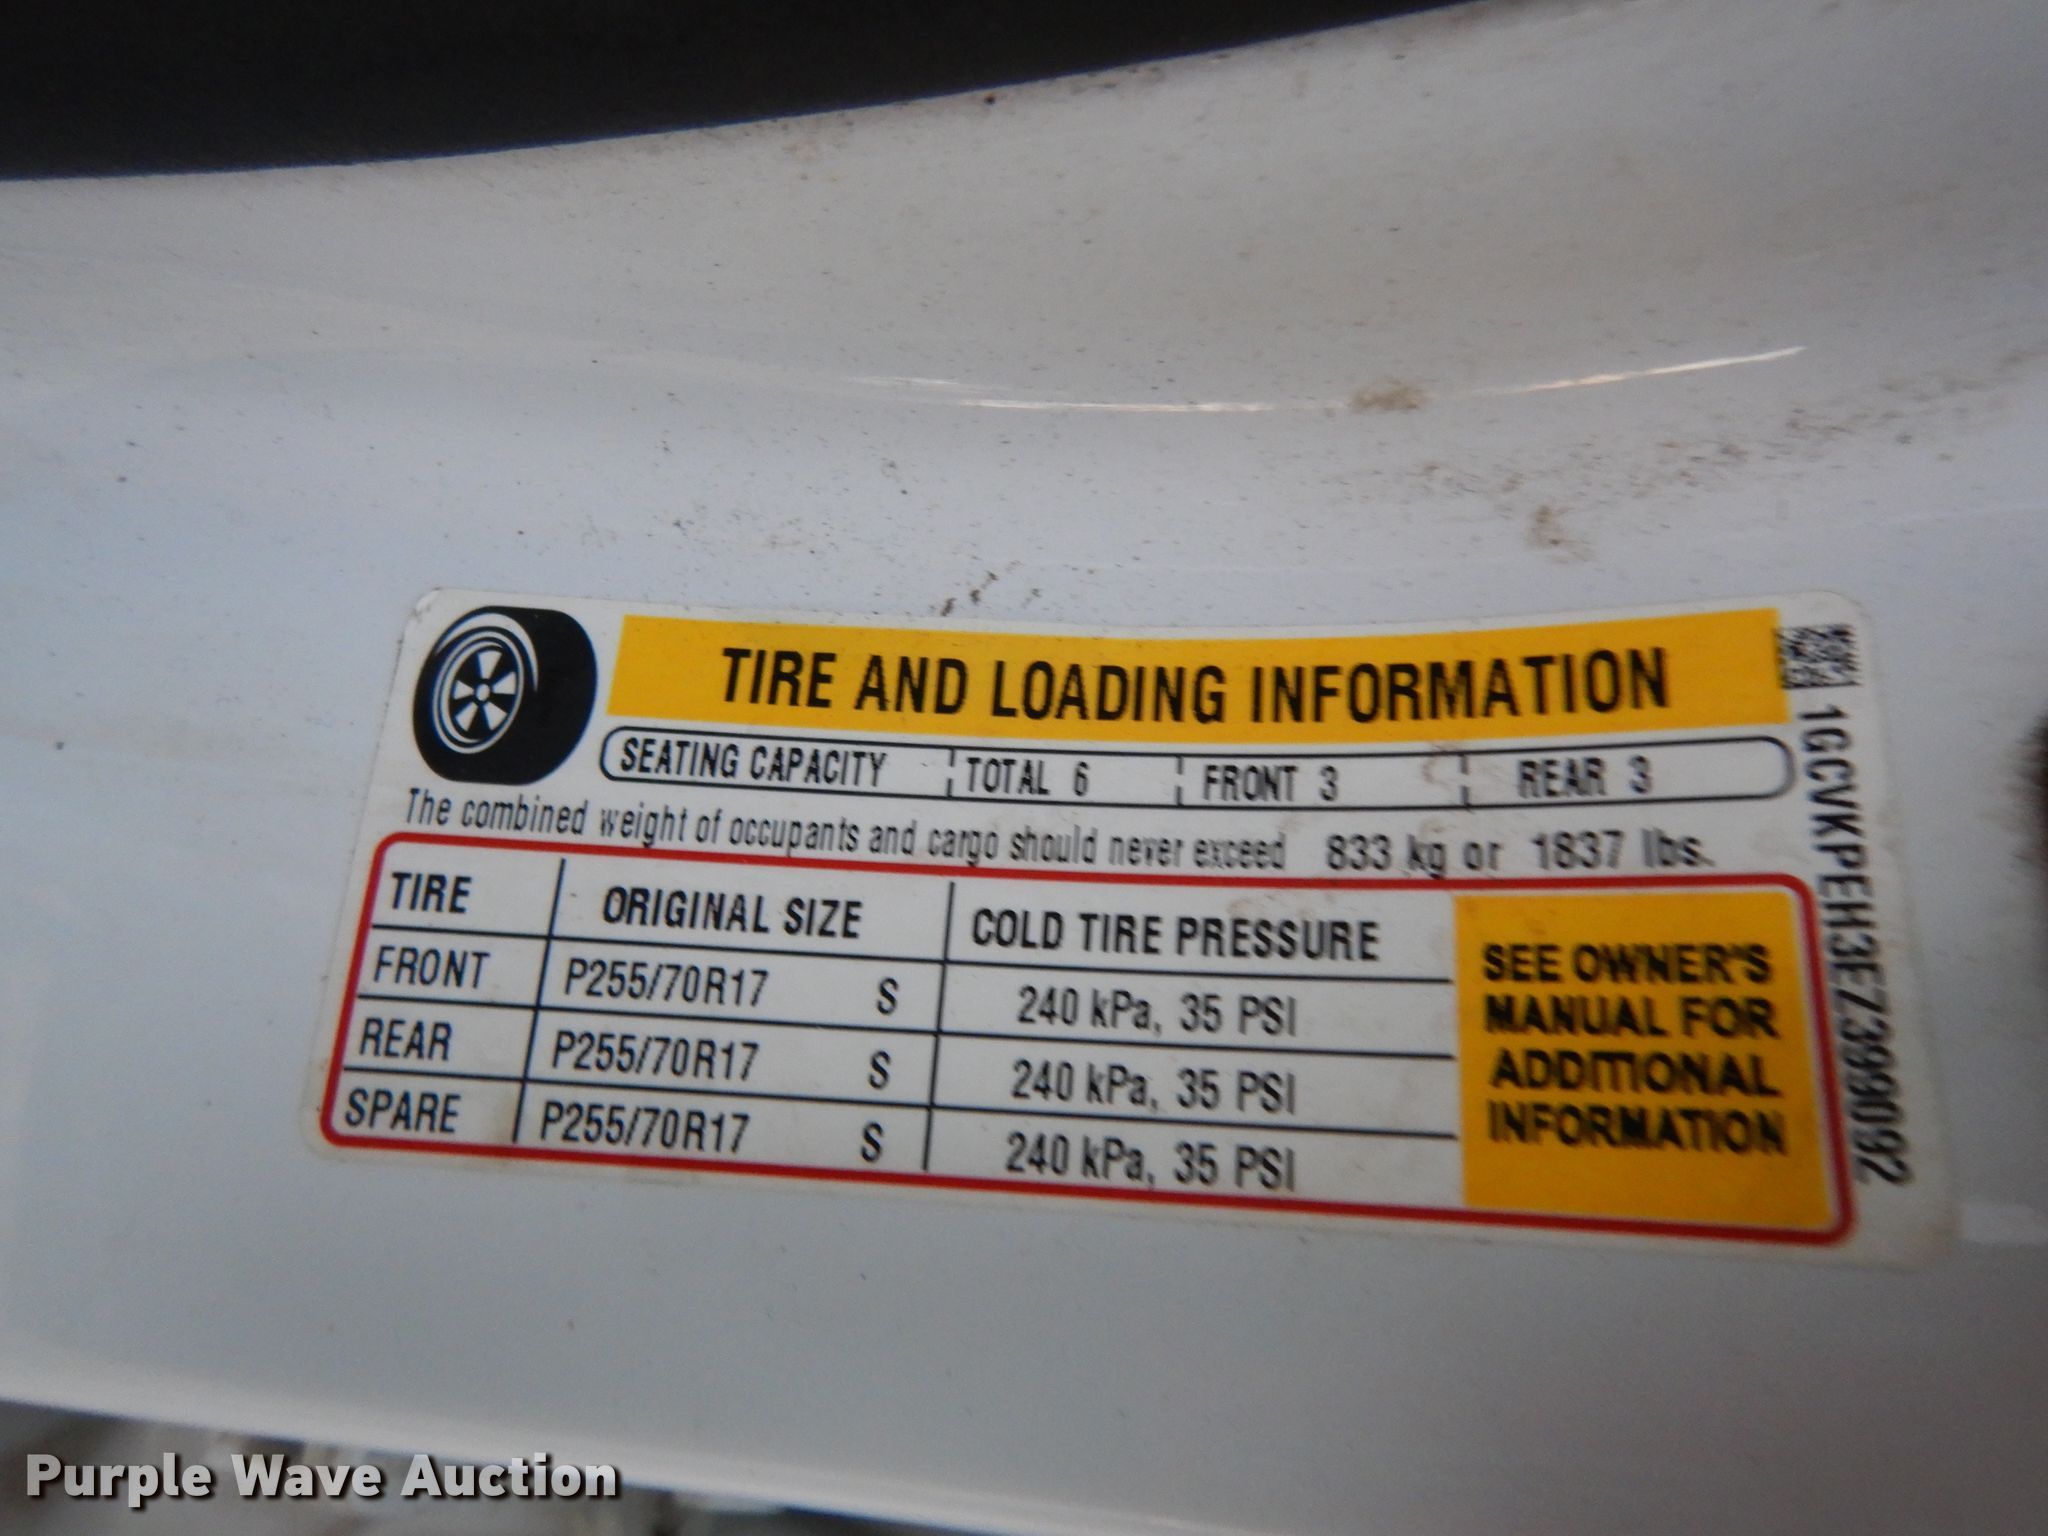 TIRE AND LOADING INFORMATION
SEATING CAPACITY TOTAL 6 FRONT 3 REAR 3
The combined weight of occupants and cargo should never exceed 833 kg or 1837 lbs.
TIRE ORIGINAL SIZE COLD TIRE PRESSURE
FRONT P255/70R17 S 240 kPa, 35 PSI
REAR P255/70R17 S 240 kPa, 35 PSI
SPARE P255/70R17 S 240 kPa, 35 PSI
SEE OWNER'S
MANUAL FOR
ADDITIONAL
INFORMATION
1GCVKPEH3EZ399092
Purple Wave Auction